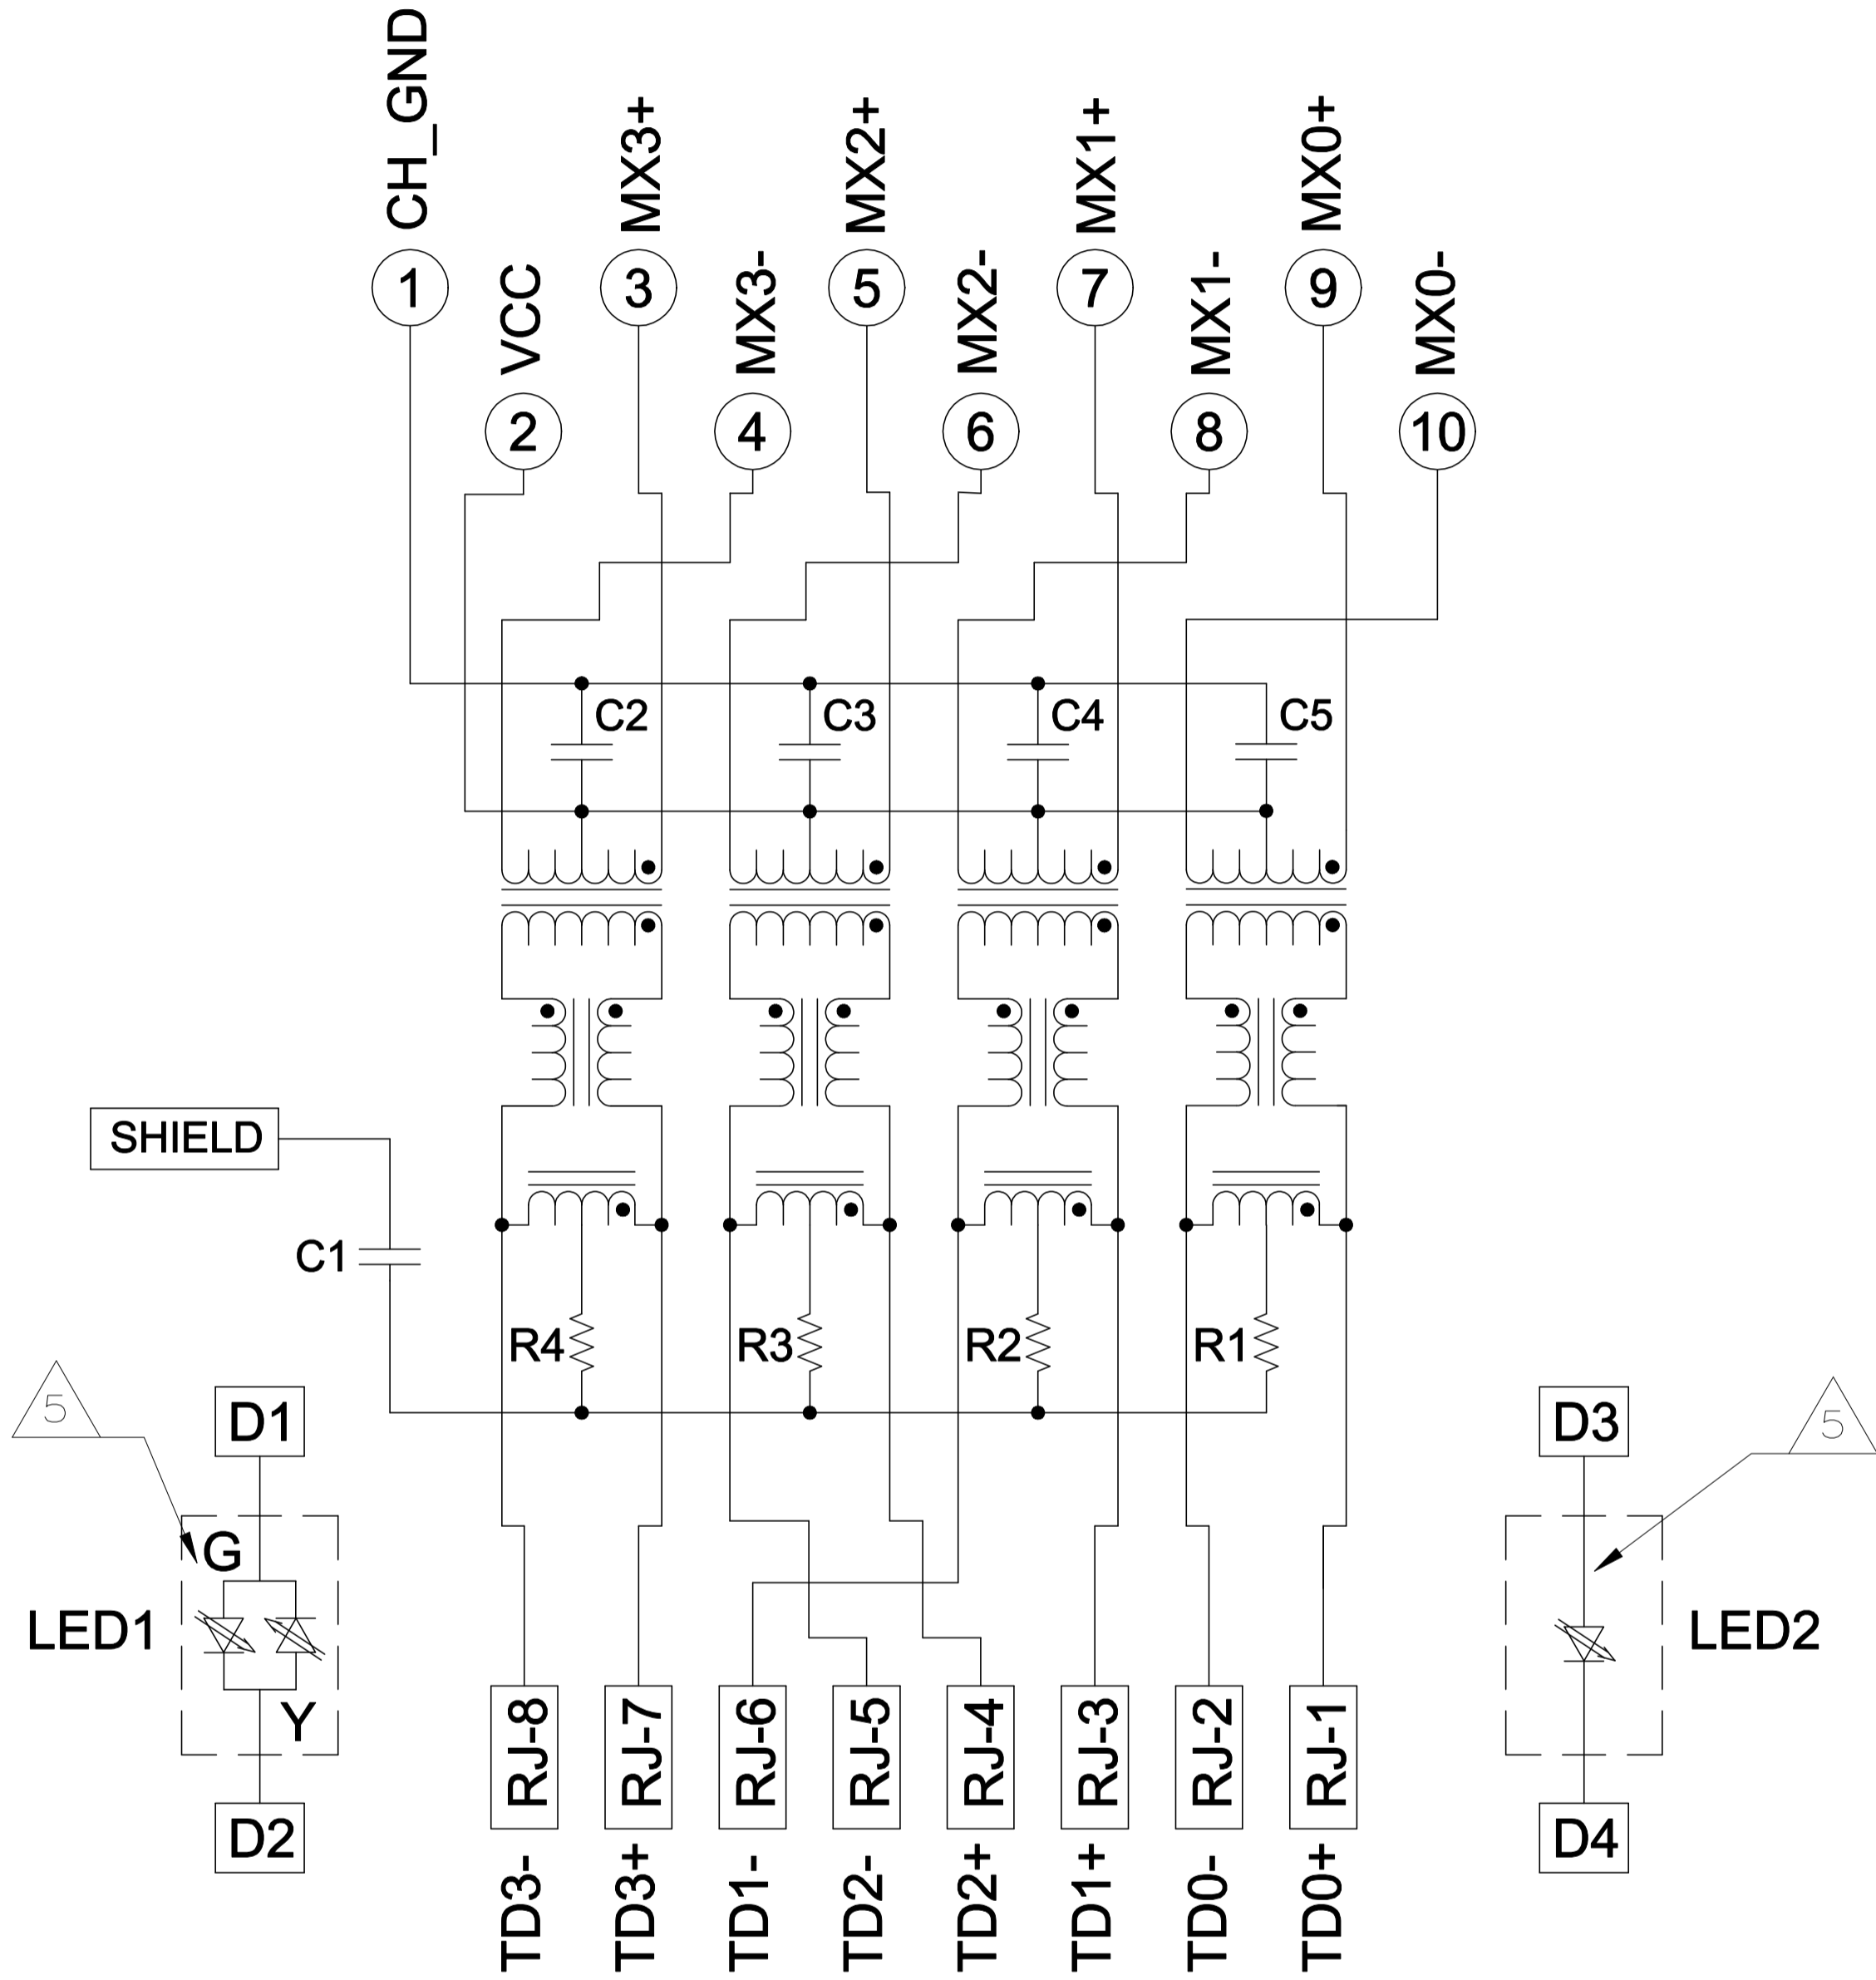 CH_GND
MX3+
MX2+
MX1+
MX0+
1
VCC
3
MX3-
5
MX2-
7
MX1-
9
MX0-
2
4
6
8
10
C2
C3
C4
C5
SHIELD
C1
R4
R3
R2
R1
5
D1
D3
5
G
LED1
LED2
Y
RJ-8
RJ-7
RJ-6
RJ-5
RJ-4
RJ-3
RJ-2
RJ-1
D2
D4
TD3-
TD3+
TD1-
TD2-
TD2+
TD1+
TD0-
TD0+